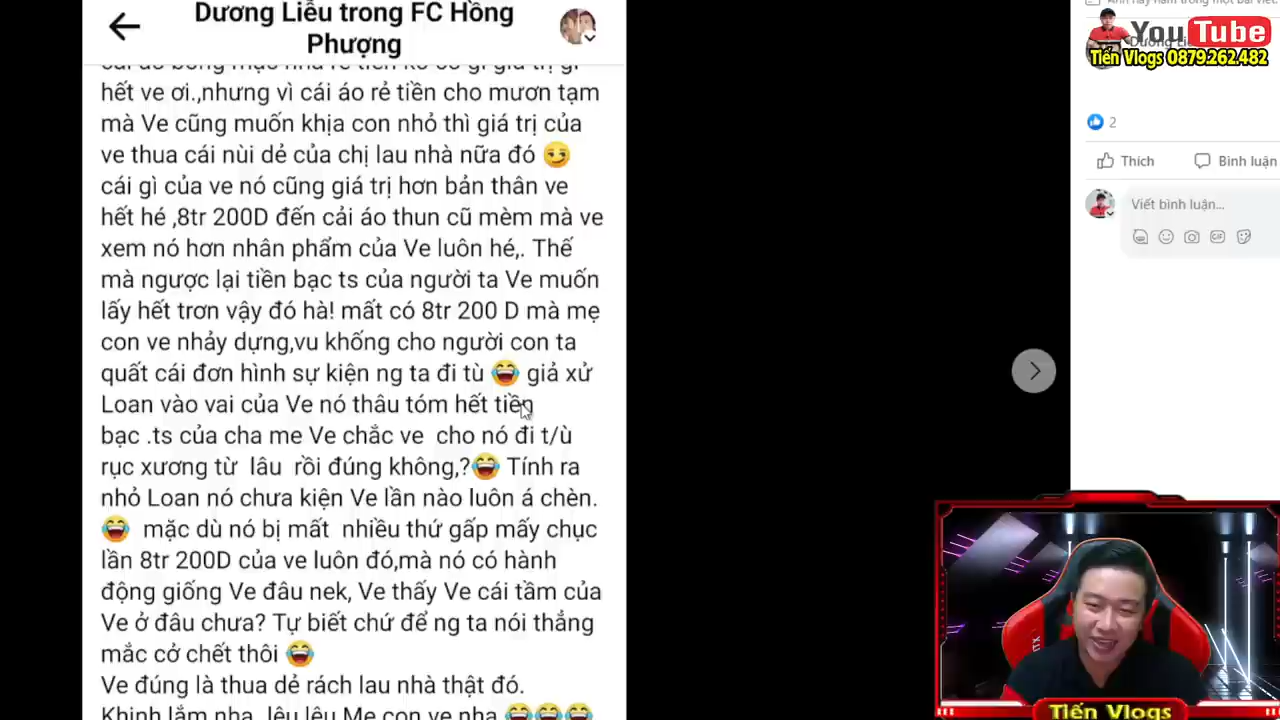 Dương Liễu trong FC Hồng
Phượng
hết ve ơi.,nhưng vì cái áo rẻ tiền cho mươn tạm
mà Ve cũng muốn khịa con nhỏ thì giá trị của
ve thua cái nùi dẻ của chị lau nhà nữa đó 😏
cái gì của ve nó cũng giá trị hơn bản thân ve
hết hé ,8tr 200D đến cải áo thun cũ mèm mà ve
xem nó hơn nhân phẩm của Ve luôn hé,. Thế
mà ngược lại tiền bạc ts của người ta Ve muốn
lấy hết trơn vậy đó hà! mất có 8tr 200 D mà mẹ
con ve nhảy dựng,vu khống cho người con ta
quất cái đơn hình sự kiện ng ta đi tù 😂 giả xử
Loan vào vai của Ve nó thâu tóm hết tiền
bạc .ts của cha me Ve chắc ve cho nó đi t/ù
rục xương từ lâu rồi đúng không,?😂 Tính ra
nhỏ Loan nó chưa kiện Ve lần nào luôn á chèn.
😂 mặc dù nó bị mất nhiều thứ gấp mấy chục
lần 8tr 200D của ve luôn đó,mà nó có hành
động giống Ve đâu nek, Ve thấy Ve cái tầm của
Ve ở đâu chưa? Tự biết chứ để ng ta nói thẳng
mắc cở chết thôi 😂
Ve đúng là thua dẻ rách lau nhà thật đó.
Khinh lắm nha lêu lêu Mẹ con ve nha 😂😂😂
YouTube
Tiến Vlogs 0879.262.482
2
Thích
Bình luận
Viết bình luận...
GIF
Tiến Vlogs